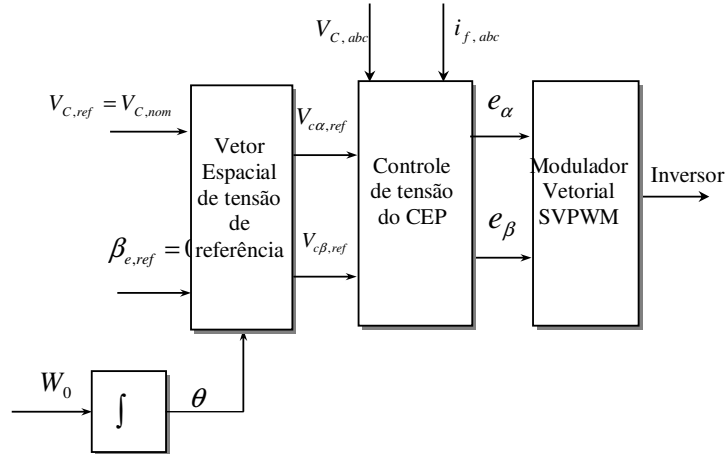 V_{C,abc} i_{f,abc}
V_{C,ref} = V_{C,nom}
Vetor
Espacial
de tensão
de
referência
V_{cα,ref}
Controle
de tensão
do CEP
e_α
Modulador
Vetorial
SVPWM
Inversor
β_{e,ref} = 0
V_{cβ,ref}
e_β
W_0
∫
θ